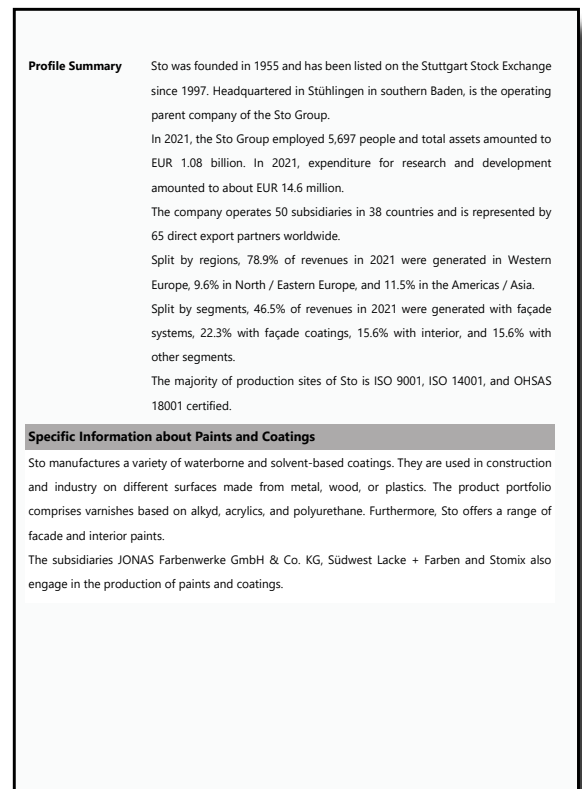 Profile Summary Sto was founded in 1955 and has been listed on the Stuttgart Stock Exchange
since 1997. Headquartered in Stühlingen in southern Baden, is the operating
parent company of the Sto Group.
In 2021, the Sto Group employed 5,697 people and total assets amounted to
EUR 1.08 billion. In 2021, expenditure for research and development
amounted to about EUR 14.6 million.
The company operates 50 subsidiaries in 38 countries and is represented by
65 direct export partners worldwide.
Split by regions, 78.9% of revenues in 2021 were generated in Western
Europe, 9.6% in North / Eastern Europe, and 11.5% in the Americas / Asia.
Split by segments, 46.5% of revenues in 2021 were generated with façade
systems, 22.3% with façade coatings, 15.6% with interior, and 15.6% with
other segments.
The majority of production sites of Sto is ISO 9001, ISO 14001, and OHSAS
18001 certified.
Specific Information about Paints and Coatings
Sto manufactures a variety of waterborne and solvent-based coatings. They are used in construction
and industry on different surfaces made from metal, wood, or plastics. The product portfolio
comprises varnishes based on alkyd, acrylics, and polyurethane. Furthermore, Sto offers a range of
facade and interior paints.
The subsidiaries JONAS Farbenwerke GmbH & Co. KG, Südwest Lacke + Farben and Stomix also
engage in the production of paints and coatings.